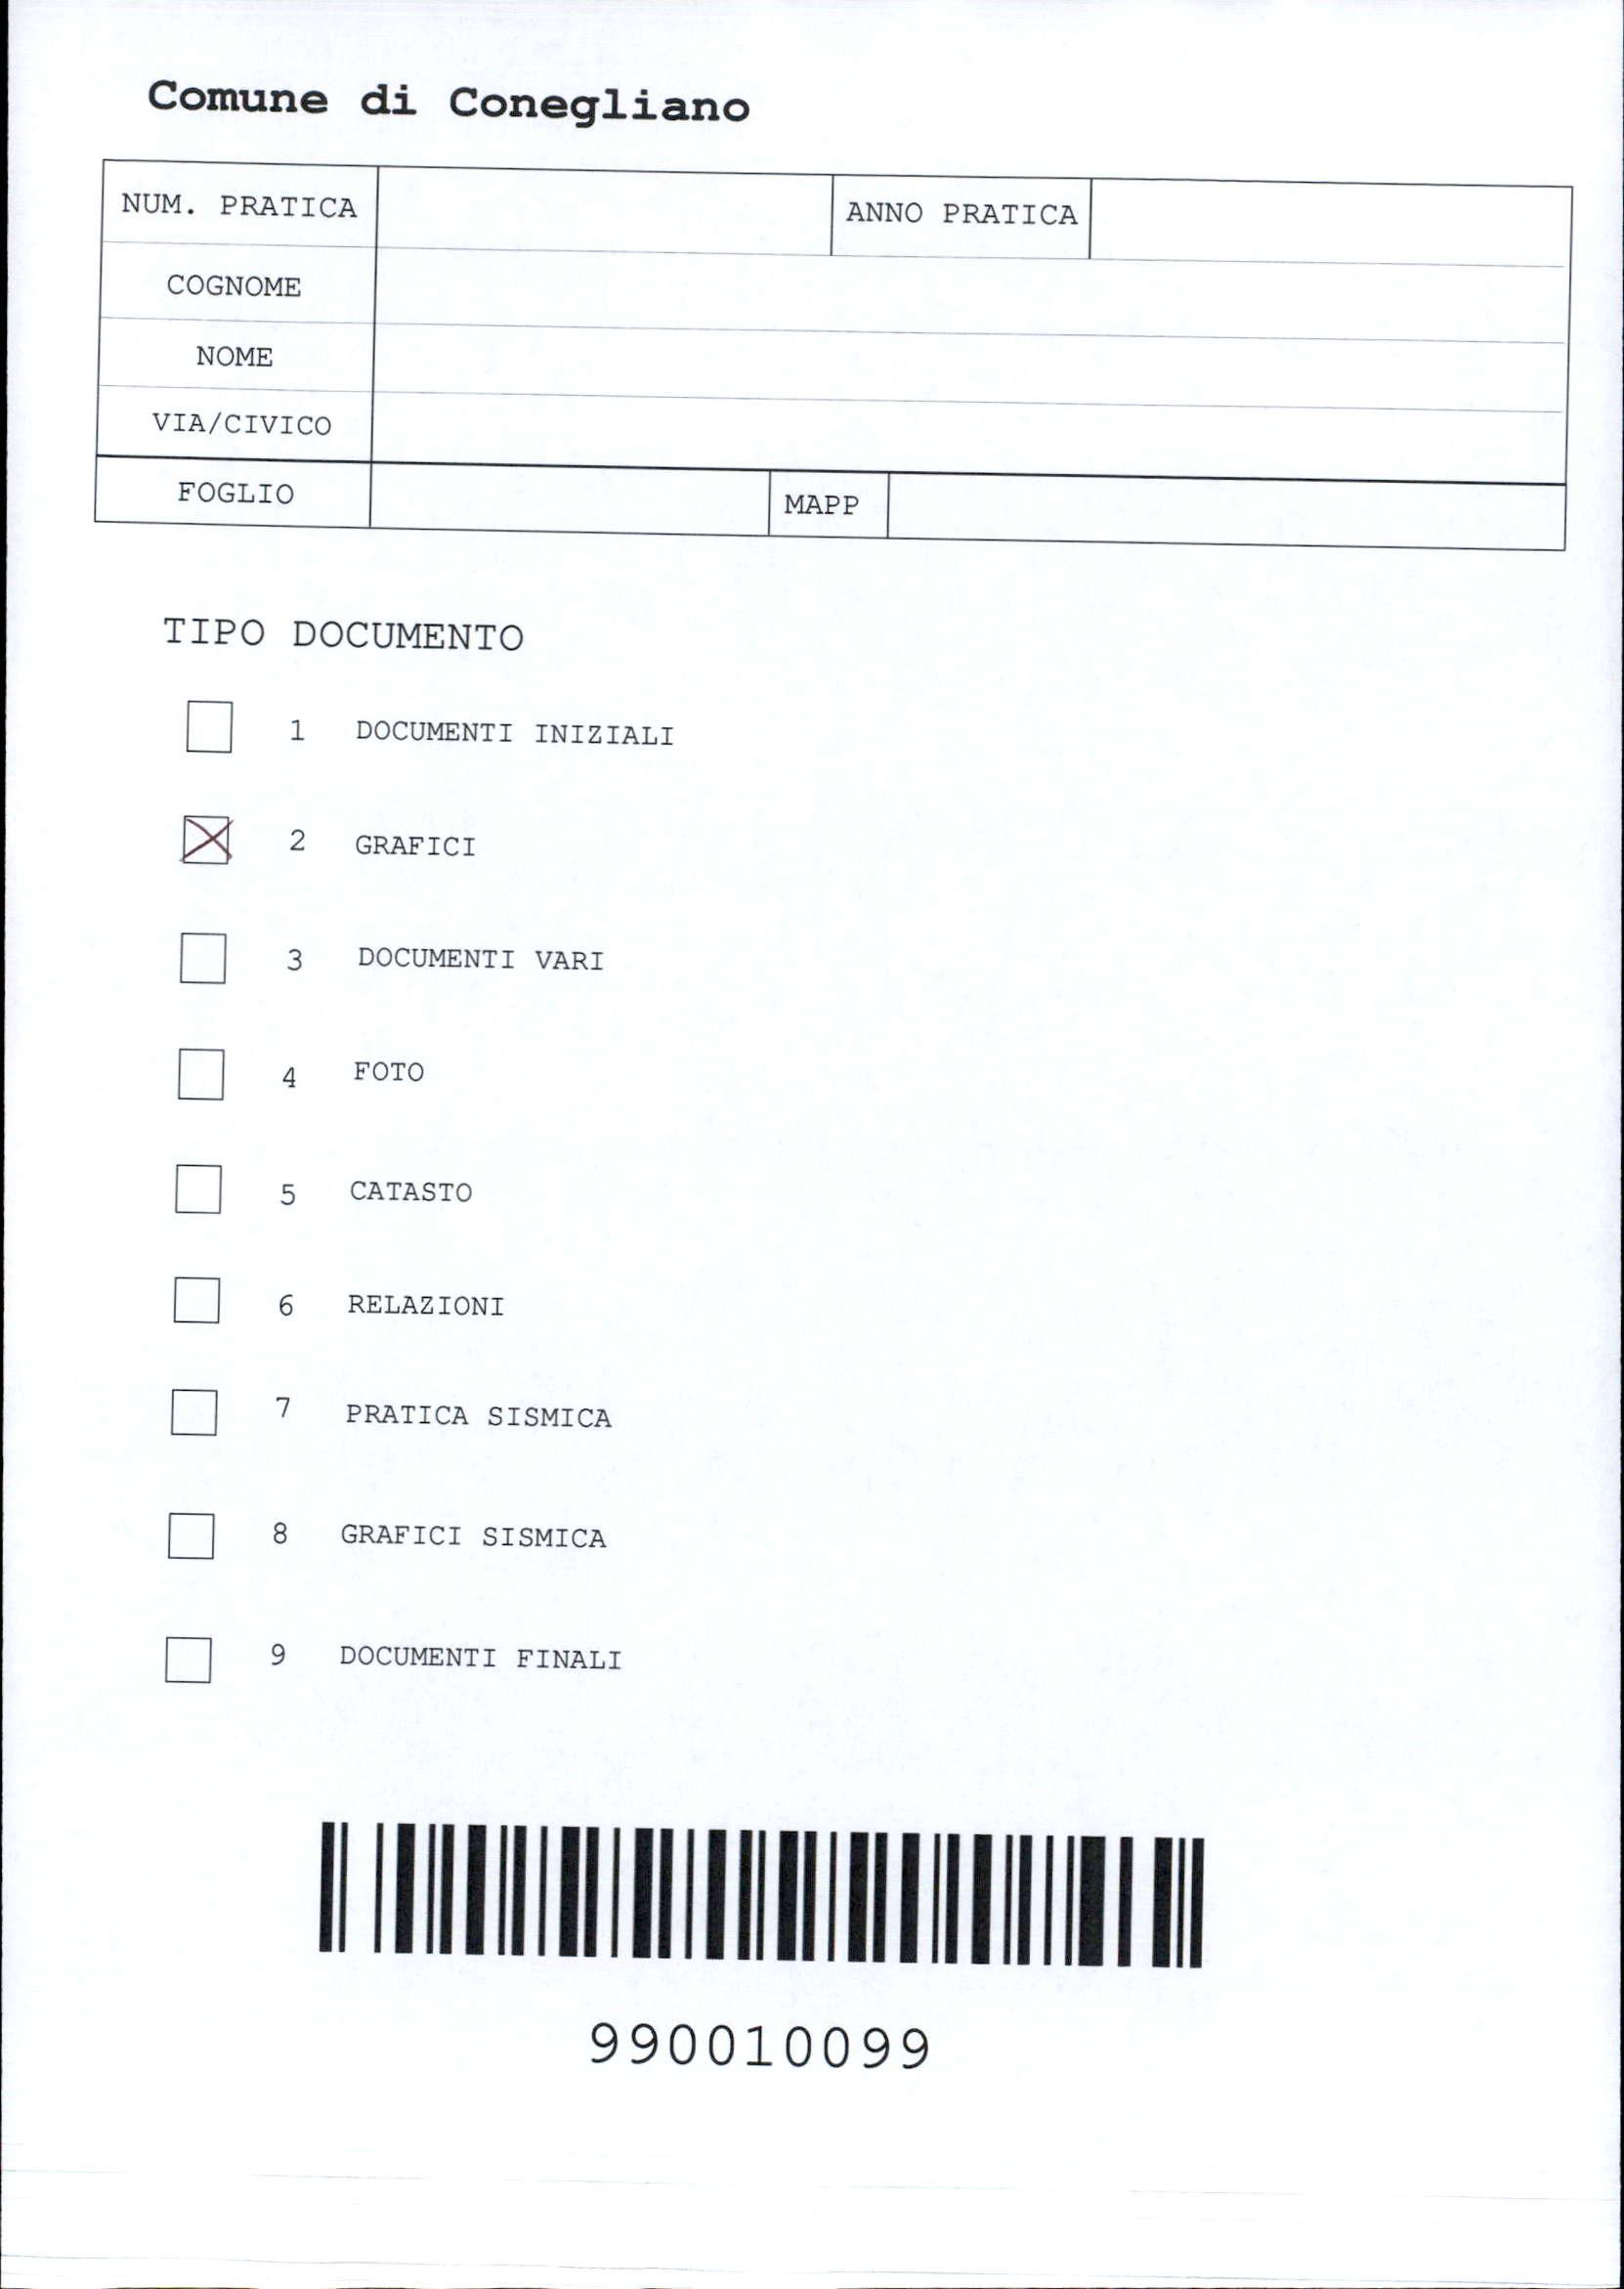 Comune di Conegliano
NUM. PRATICA ANNO PRATICA
COGNOME
NOME
VIA/CIVICO
FOGLIO MAPP
TIPO DOCUMENTO
1 DOCUMENTI INIZIALI
2 GRAFICI
3 DOCUMENTI VARI
4 FOTO
5 CATASTO
6 RELAZIONI
7 PRATICA SISMICA
8 GRAFICI SISMICA
9 DOCUMENTI FINALI
990010099